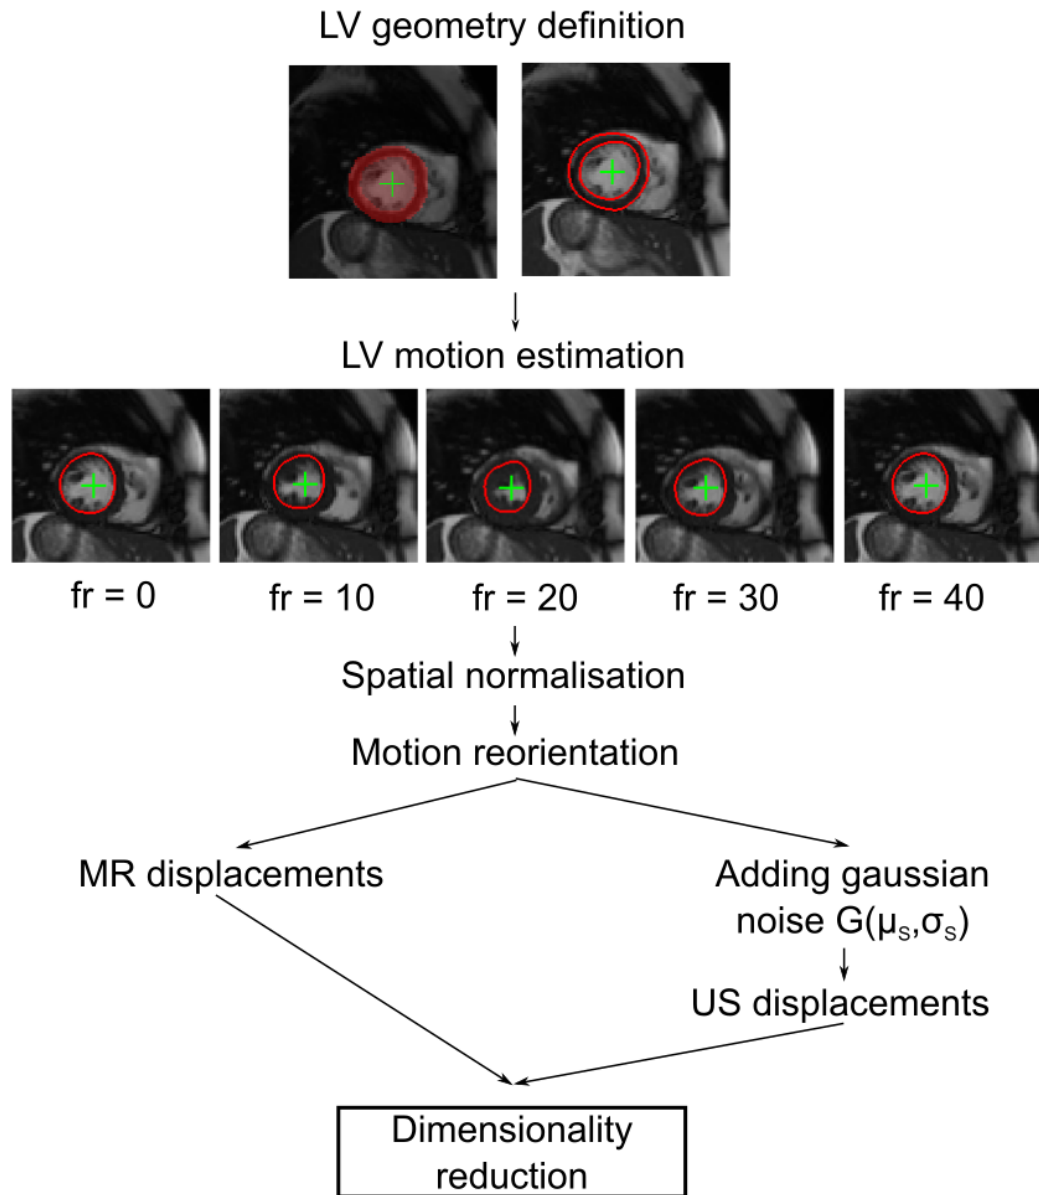 LV geometry definition
LV motion estimation
fr = 0
fr = 10
fr = 20
fr = 30
fr = 40
Spatial normalisation
Motion reorientation
MR displacements
Adding gaussian
noise G(μₛ,σₛ)
US displacements
Dimensionality
reduction